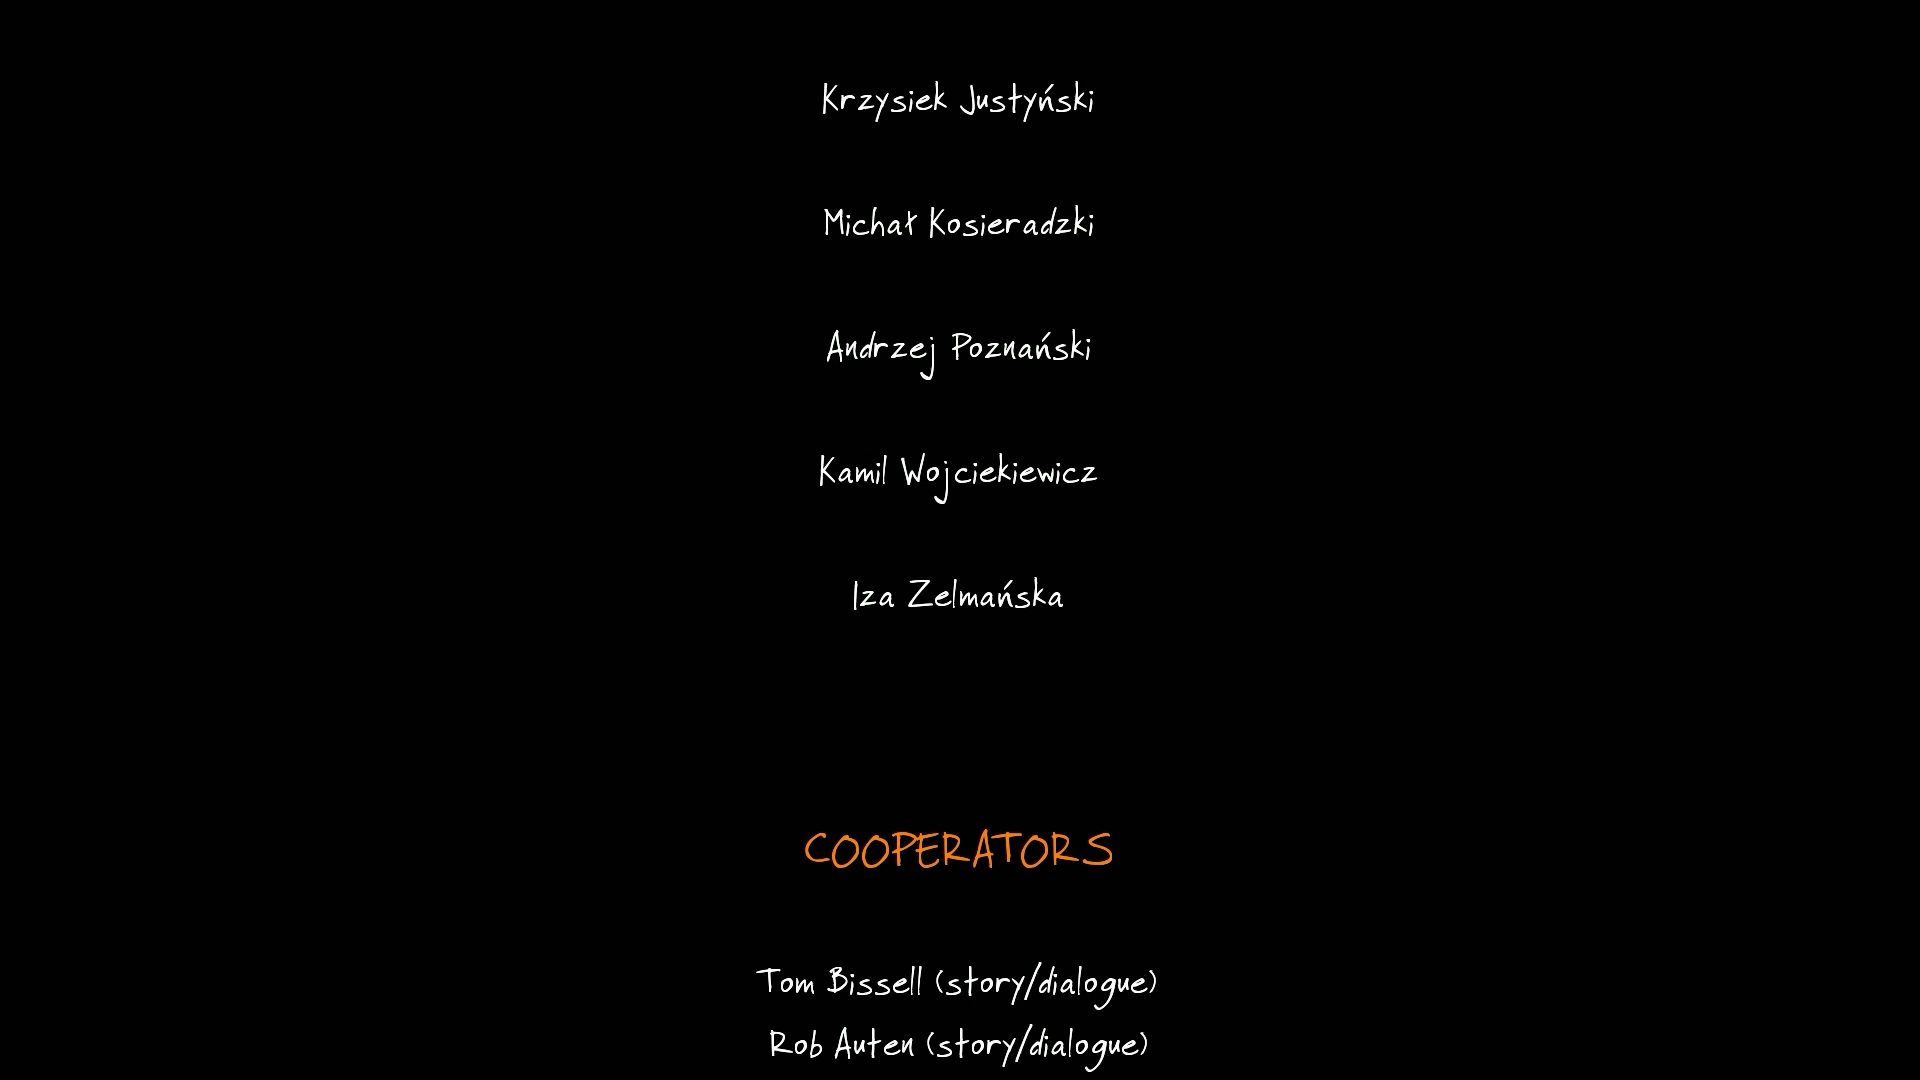 Krzysiek Justyński
Michał Kosieradzki
Andrzej Poznański
Kamil Wojciekiewicz
Iza Zelmańska
COOPERATORS
Tom Bissell (story/dialogue)
Rob Auten (story/dialogue)